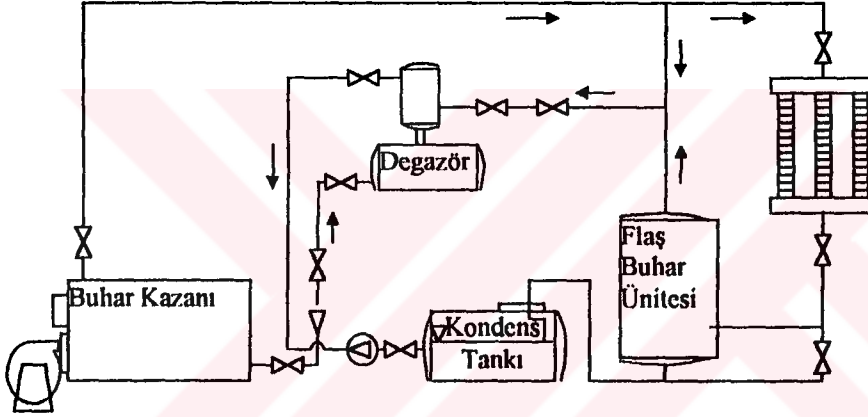 Degazör
Flaş
Buhar
Ünitesi
Buhar Kazanı
Kondens
Tankı